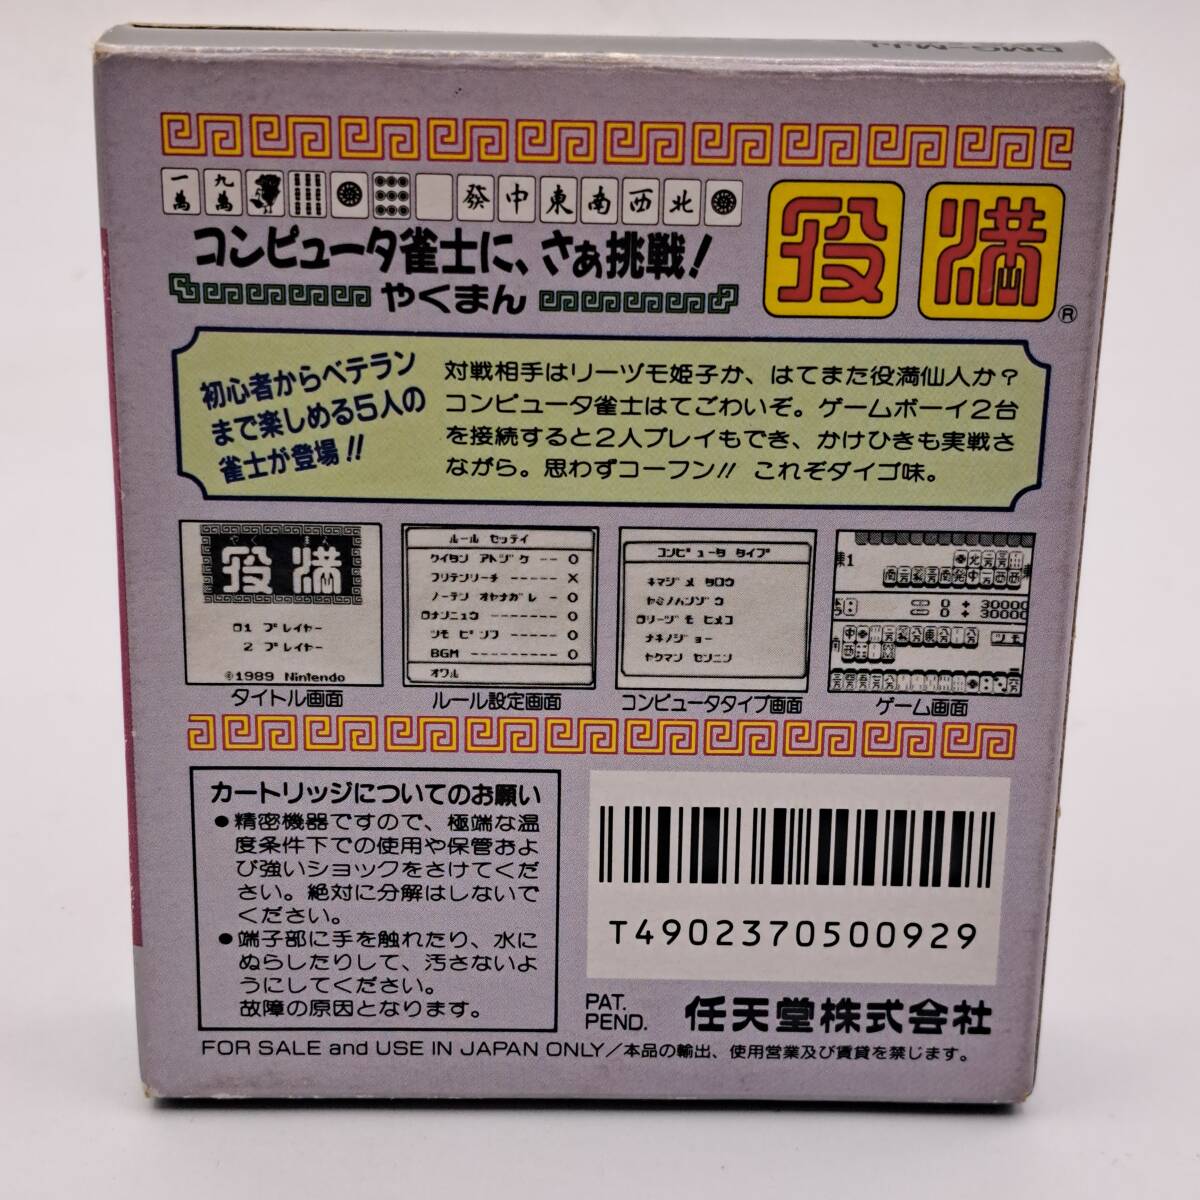 DMG-MJJ
一萬 九萬 發 中 東 南 西 北
コンピュータ雀士に、さぁ挑戦!
やくまん
役満
®
初心者からベテラン
まで楽しめる5人の
雀士が登場!!
対戦相手はリーヅモ姫子か、はてまた役満仙人か?
コンピュータ雀士はてごわいぞ。ゲームボーイ2台
を接続すると2人プレイもでき、かけひきも実戦さ
ながら。思わずコーフン!! これぞダイゴ味。
やく まん
役満
01 プレイヤー
2 プレイヤー
©1989 Nintendo
タイトル画面
ルール セッテイ
クイタン アトヅケ -- O
フリテンリーチ ----- X
ノーテン オヤナガレ - O
ロナンニュウ ------ O
ツモ ピンフ ------ O
BGM --------- O
オワル
ルール設定画面
コンピュータ タイプ
キマジメ タロウ
ヤミノハンゾウ
ロリーヅモ ヒメコ
ナキノジョー
ヤクマン センニン
コンピュータタイプ画面
東1
0 + 30000
0 + 30000
ツモ
ゲーム画面
カートリッジについてのお願い
●精密機器ですので、極端な温
度条件下での使用や保管およ
び強いショックをさけてくだ
さい。絶対に分解はしないで
ください。
●端子部に手を触れたり、水に
ぬらしたりして、汚さないよ
うにしてください。
故障の原因となります。
T4902370500929
PAT.
PEND.
任天堂株式会社
FOR SALE and USE IN JAPAN ONLY/本品の輸出、使用営業及び賃貸を禁じます。